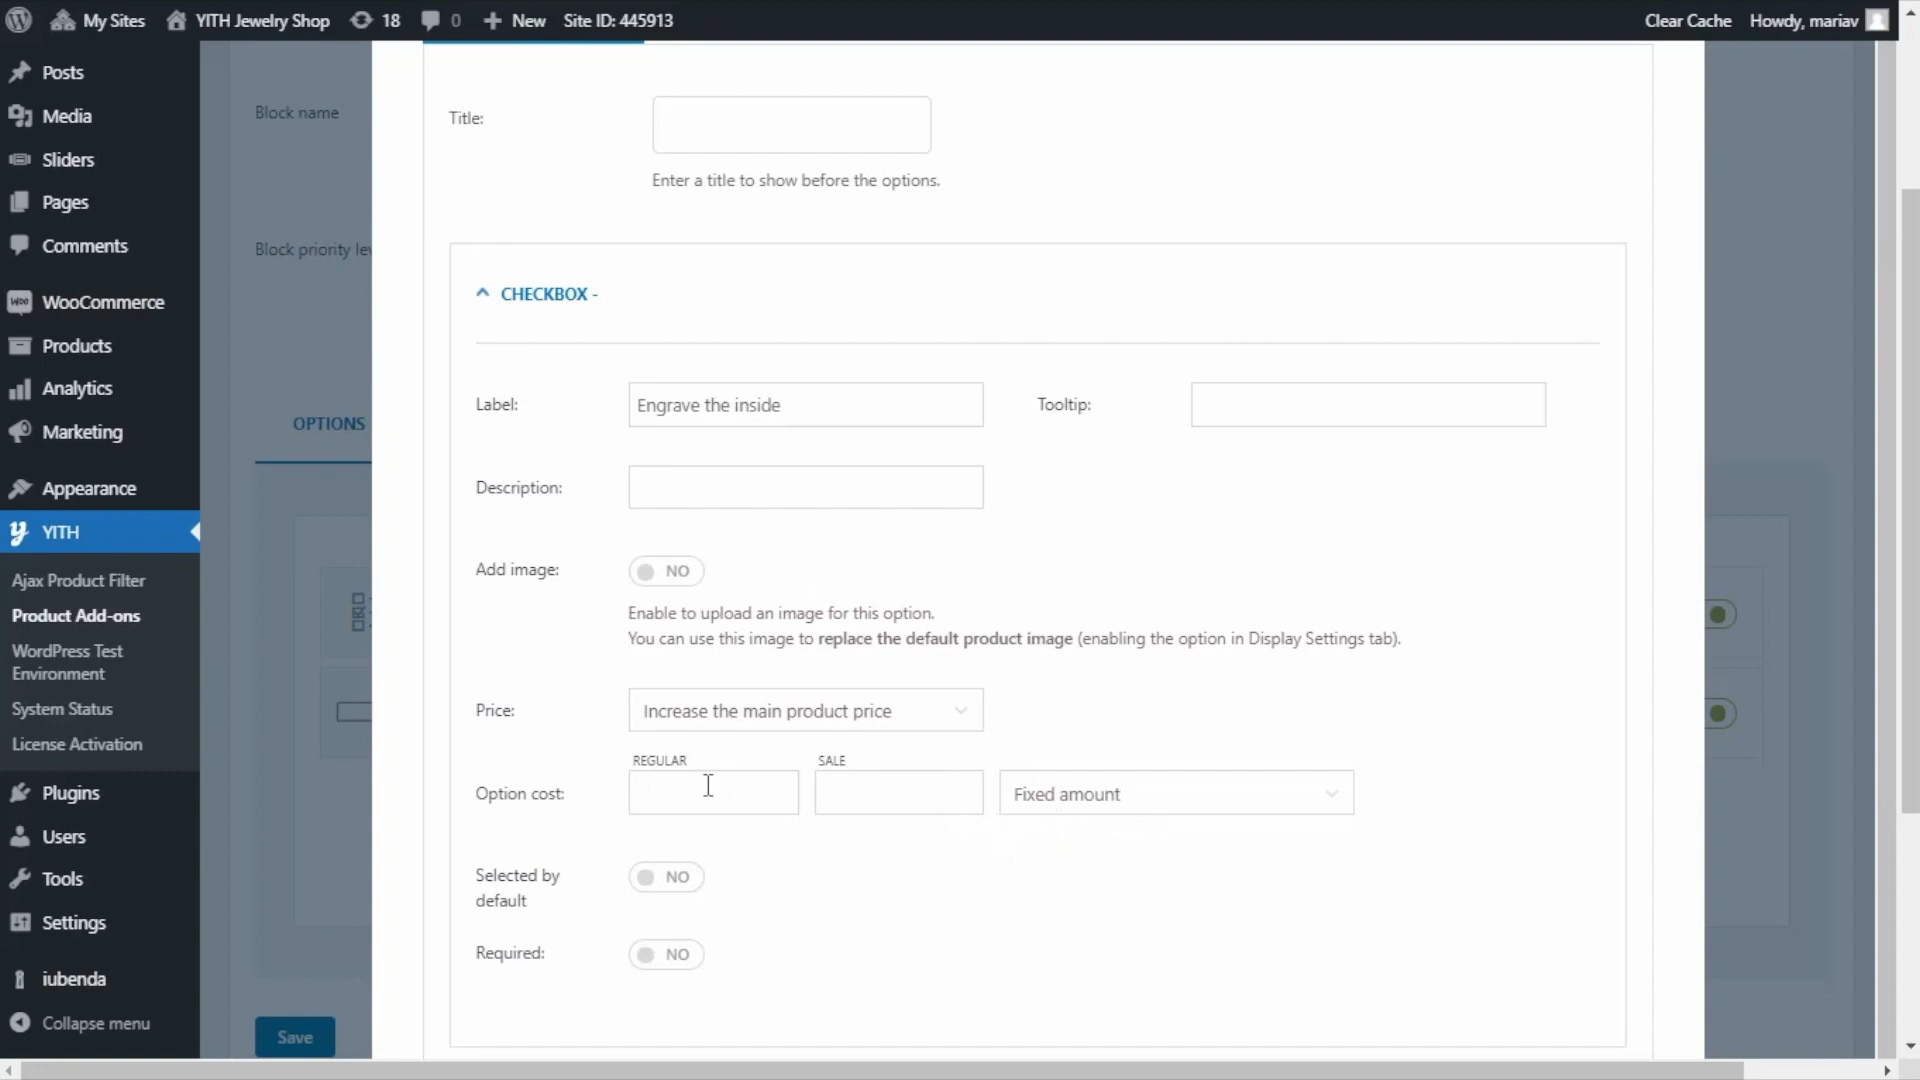 My Sites
YITH Jewelry Shop
18
0
New
Site ID: 445913
Clear Cache
Howdy, mariav
Posts
Media
Sliders
Pages
Comments
WooCommerce
Products
Analytics
Marketing
Appearance
YITH
Ajax Product Filter
Product Add-ons
WordPress Test
Environment
System Status
License Activation
Plugins
Users
Tools
Settings
iubenda
Collapse menu
Block name
Block priority lev
OPTIONS
Save
Title:
Enter a title to show before the options.
CHECKBOX -
Label:
Engrave the inside
Tooltip:
Description:
Add image:
NO
Enable to upload an image for this option.
You can use this image to replace the default product image (enabling the option in Display Settings tab).
Price:
Increase the main product price
REGULAR
SALE
Option cost:
Fixed amount
Selected by
default
NO
Required:
NO